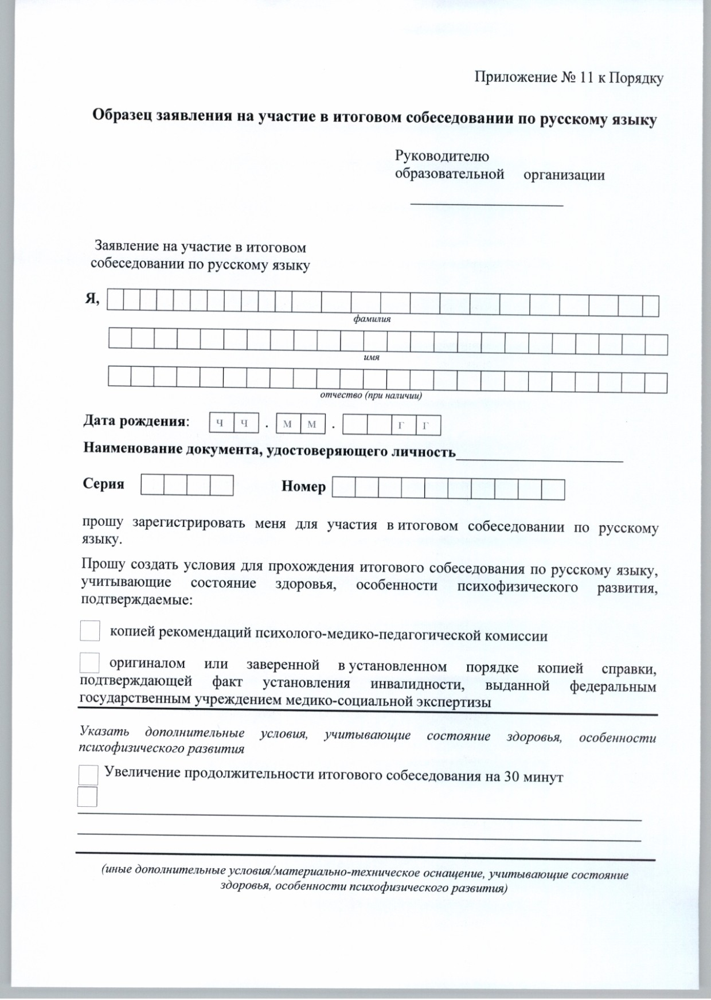 Приложение № 11 к Порядку
Образец заявления на участие в итоговом собеседовании по русскому языку
Руководителю
образовательной организации
Заявление на участие в итоговом
собеседовании по русскому языку
Я,
фамилия
имя
отчество (при наличии)
Дата рождения: ч ч . м м . г г
Наименование документа, удостоверяющего личность
Серия Номер
прошу зарегистрировать меня для участия в итоговом собеседовании по русскому
языку.
Прошу создать условия для прохождения итогового собеседования по русскому языку,
учитывающие состояние здоровья, особенности психофизического развития,
подтверждаемые:
копией рекомендаций психолого-медико-педагогической комиссии
оригиналом или заверенной в установленном порядке копией справки,
подтверждающей факт установления инвалидности, выданной федеральным
государственным учреждением медико-социальной экспертизы
Указать дополнительные условия, учитывающие состояние здоровья, особенности
психофизического развития
Увеличение продолжительности итогового собеседования на 30 минут
(иные дополнительные условия/материально-техническое оснащение, учитывающие состояние
здоровья, особенности психофизического развития)